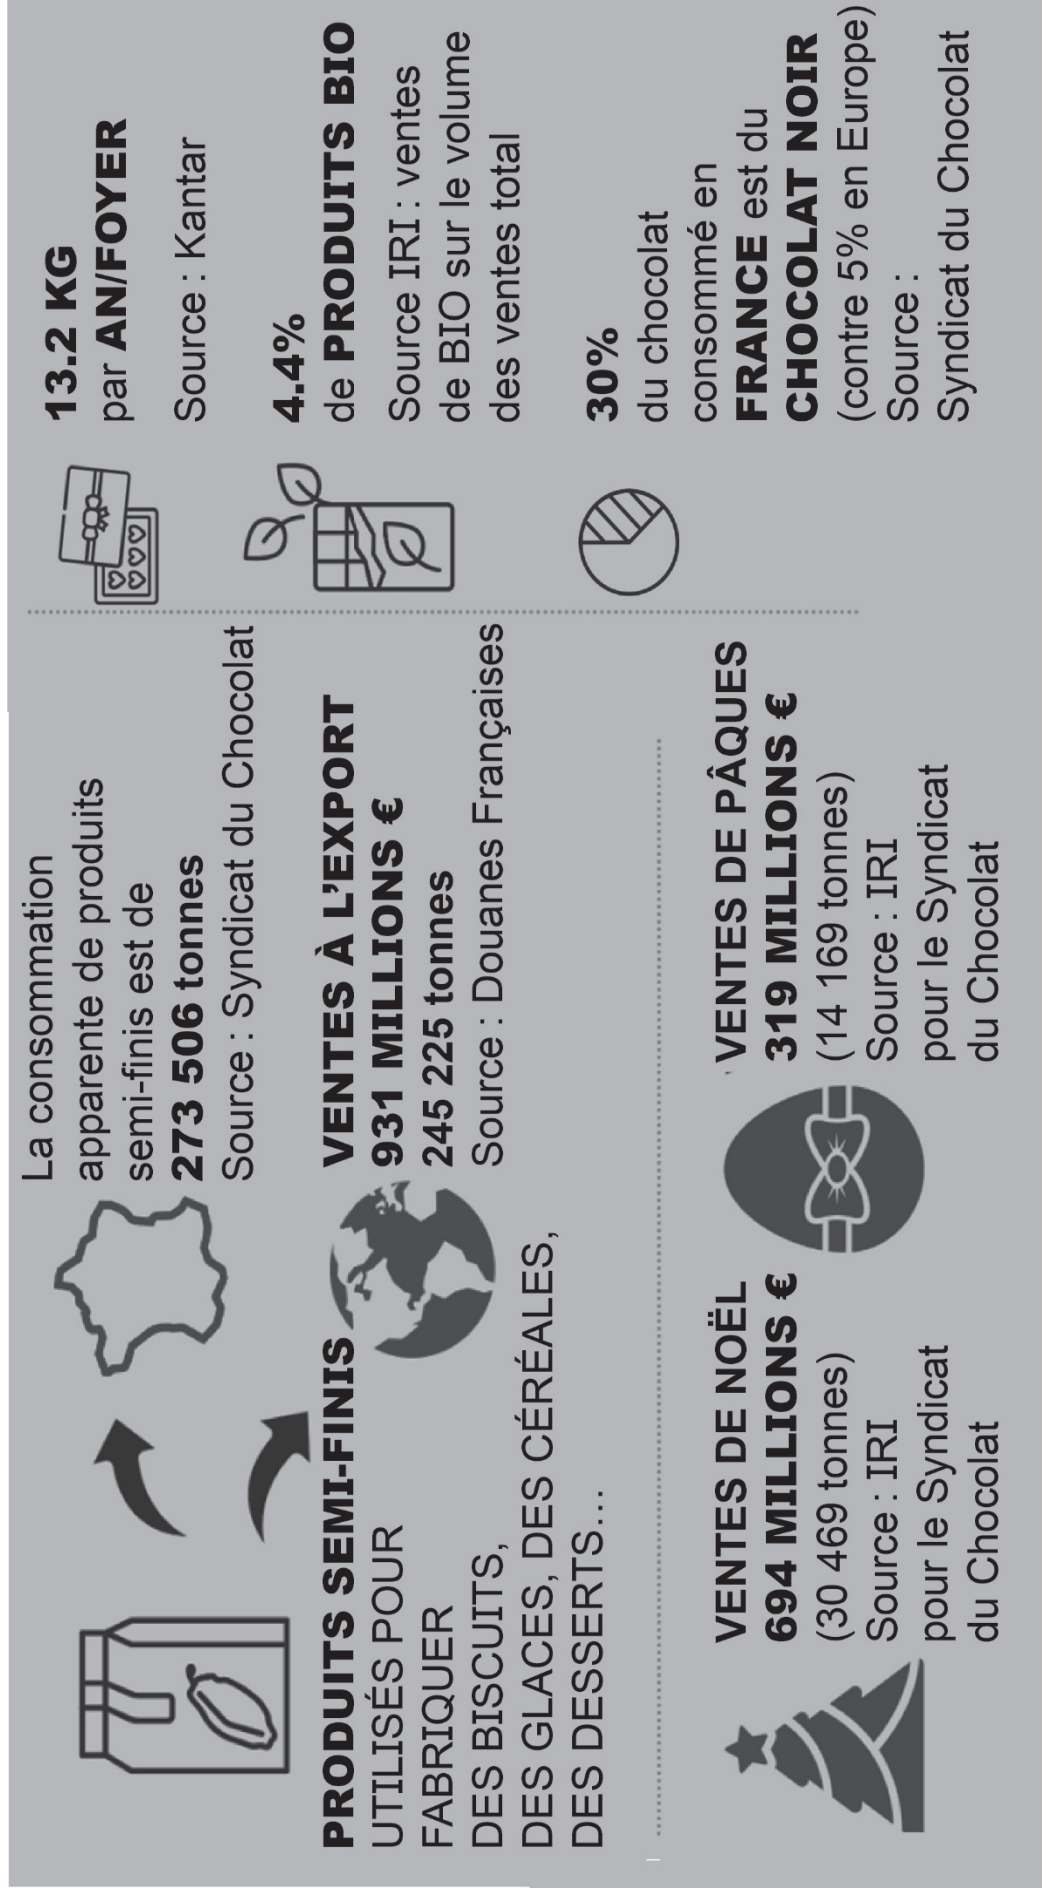 PRODUITS SEMI-FINIS
UTILISÉS POUR
FABRIQUER
DES BISCUITS,
DES GLACES, DES CÉRÉALES,
DES DESSERTS…
La consommation
apparente de produits
semi-finis est de
273 506 tonnes
Source : Syndicat du Chocolat
VENTES À L’EXPORT
931 MILLIONS €
245 225 tonnes
Source : Douanes Françaises
13.2 KG
par AN/FOYER
Source : Kantar
4.4%
de PRODUITS BIO
Source IRI : ventes
de BIO sur le volume
des ventes total
30%
du chocolat
consommé en
FRANCE est du
CHOCOLAT NOIR
(contre 5% en Europe)
Source :
Syndicat du Chocolat
VENTES DE NOËL
694 MILLIONS €
(30 469 tonnes)
Source : IRI
pour le Syndicat
du Chocolat
VENTES DE PÂQUES
319 MILLIONS €
(14 169 tonnes)
Source : IRI
pour le Syndicat
du Chocolat